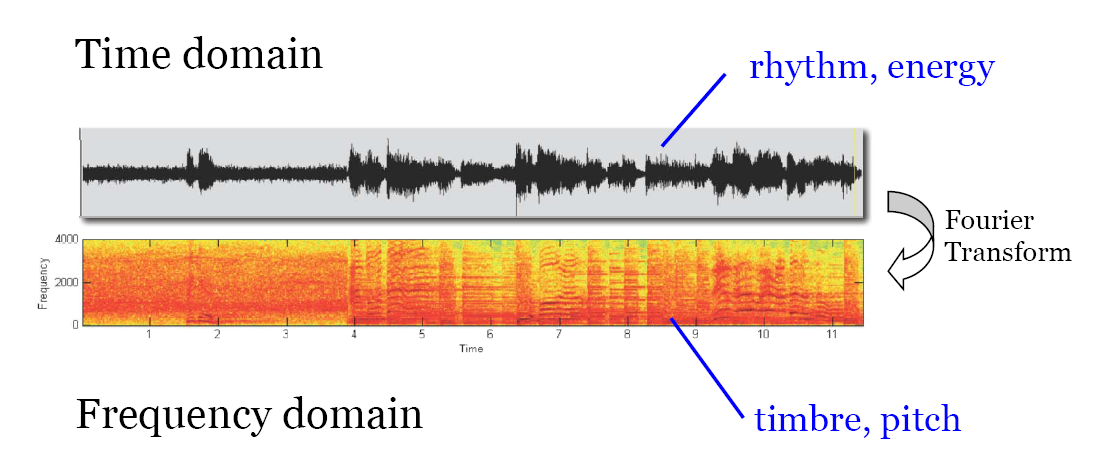 Time domain
rhythm, energy
Fourier
Transform
4000
2000
0
Frequency
1 2 3 4 5 6 7 8 9 10 11
Time
Frequency domain
timbre, pitch